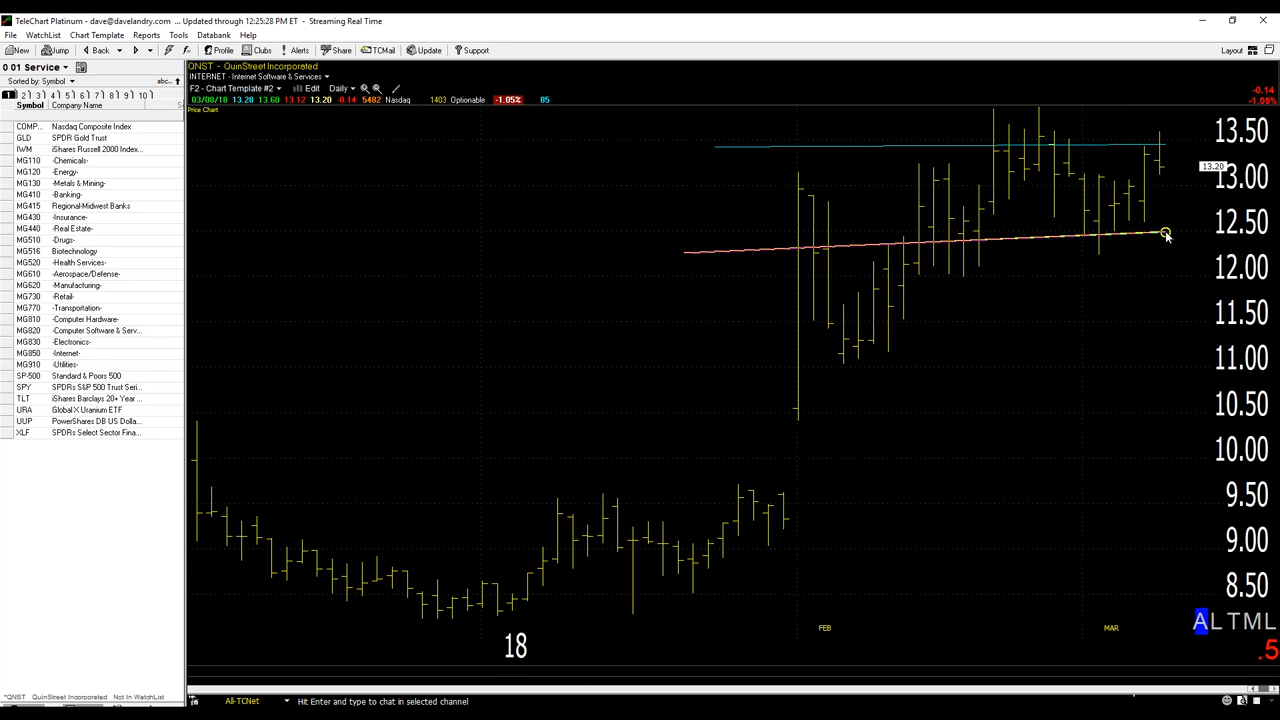 TeleChart Platinum - dave@davelandry.com ... Updated through 12:25:28 PM ET - Streaming Real Time
File WatchList Chart Template Reports Tools Databank Help
New Jump Back Profile Clubs Alerts Share TCMail Update Support Layout
0 01 Service
Sorted by: Symbol abc..
1 2 3 4 5 6 7 8 9 10
Symbol Company Name
COMP... Nasdaq Composite Index
GLD SPDR Gold Trust
IWM iShares Russell 2000 Index...
MG110 -Chemicals-
MG120 -Energy-
MG130 -Metals & Mining-
MG410 -Banking-
MG415 Regional-Midwest Banks
MG430 -Insurance-
MG440 -Real Estate-
MG510 -Drugs-
MG516 Biotechnology
MG520 -Health Services-
MG610 -Aerospace/Defense-
MG620 -Manufacturing-
MG730 -Retail-
MG770 -Transportation-
MG810 -Computer Hardware-
MG820 -Computer Software & Serv...
MG830 -Electronics-
MG850 -Internet-
MG910 -Utilities-
SP-500 Standard & Poors 500
SPY SPDRs S&P 500 Trust Seri...
TLT iShares Barclays 20+ Year ...
URA Global X Uranium ETF
UUP PowerShares DB US Dolla...
XLF SPDRs Select Sector Fina...
*QNST QuinStreet Incorporated Not In WatchList
QNST - QuinStreet Incorporated
INTERNET - Internet Software & Services
F2 - Chart Template #2 Edit Daily
03/08/18 13.28 13.60 13.12 13.20 -0.14 5482 Nasdaq 1403 Optionable -1.05% 85
-0.14
-1.05%
Price Chart
13.50
13.20
13.00
12.50
12.00
11.50
11.00
10.50
10.00
9.50
9.00
8.50
18 FEB MAR
ALTML
.5
All-TCNet Hit Enter and type to chat in selected channel